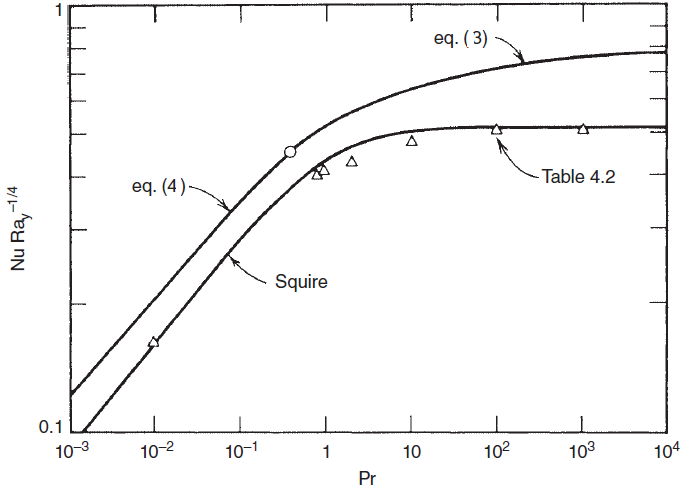 1
eq. (3)
eq. (4)
Table 4.2
Nu Ra_y^{-1/4}
Squire
0.1
10^{-3} 10^{-2} 10^{-1} 1 10 10^2 10^3 10^4
Pr